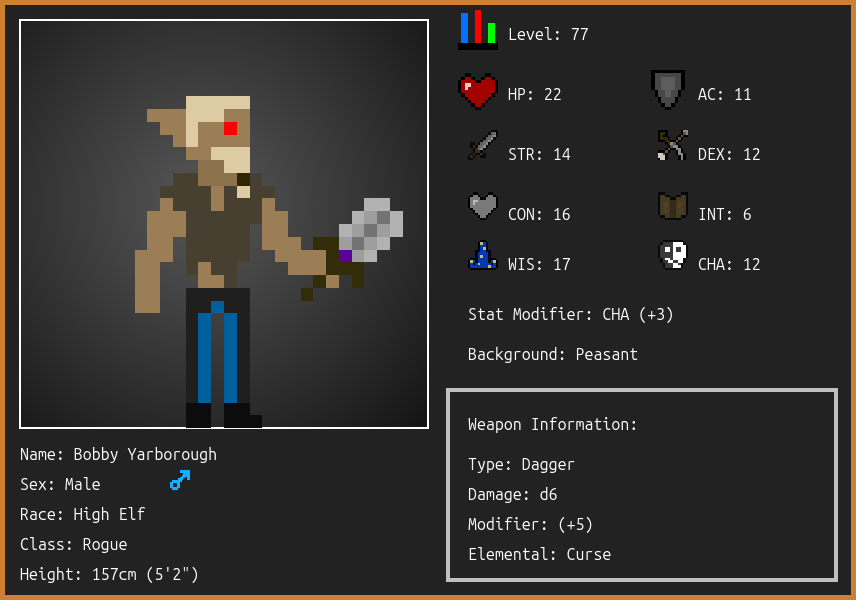 Level: 77
HP: 22
AC: 11
STR: 14
DEX: 12
CON: 16
INT: 6
WIS: 17
CHA: 12
Stat Modifier: CHA (+3)
Background: Peasant
Weapon Information:
Type: Dagger
Damage: d6
Modifier: (+5)
Elemental: Curse
Name: Bobby Yarborough
Sex: Male
Race: High Elf
Class: Rogue
Height: 157cm (5'2")